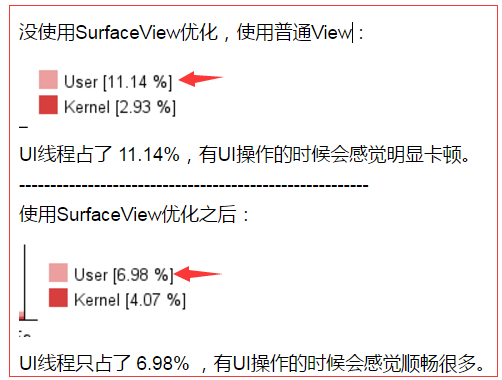 没使用SurfaceView优化，使用普通View：
User [11.14 %]
Kernel [2.93 %]
UI线程占了 11.14%，有UI操作的时候会感觉明显卡顿。
--------------------------------------------------------
使用SurfaceView优化之后：
User [6.98 %]
Kernel [4.07 %]
UI线程只占了 6.98% ，有UI操作的时候会感觉顺畅很多。